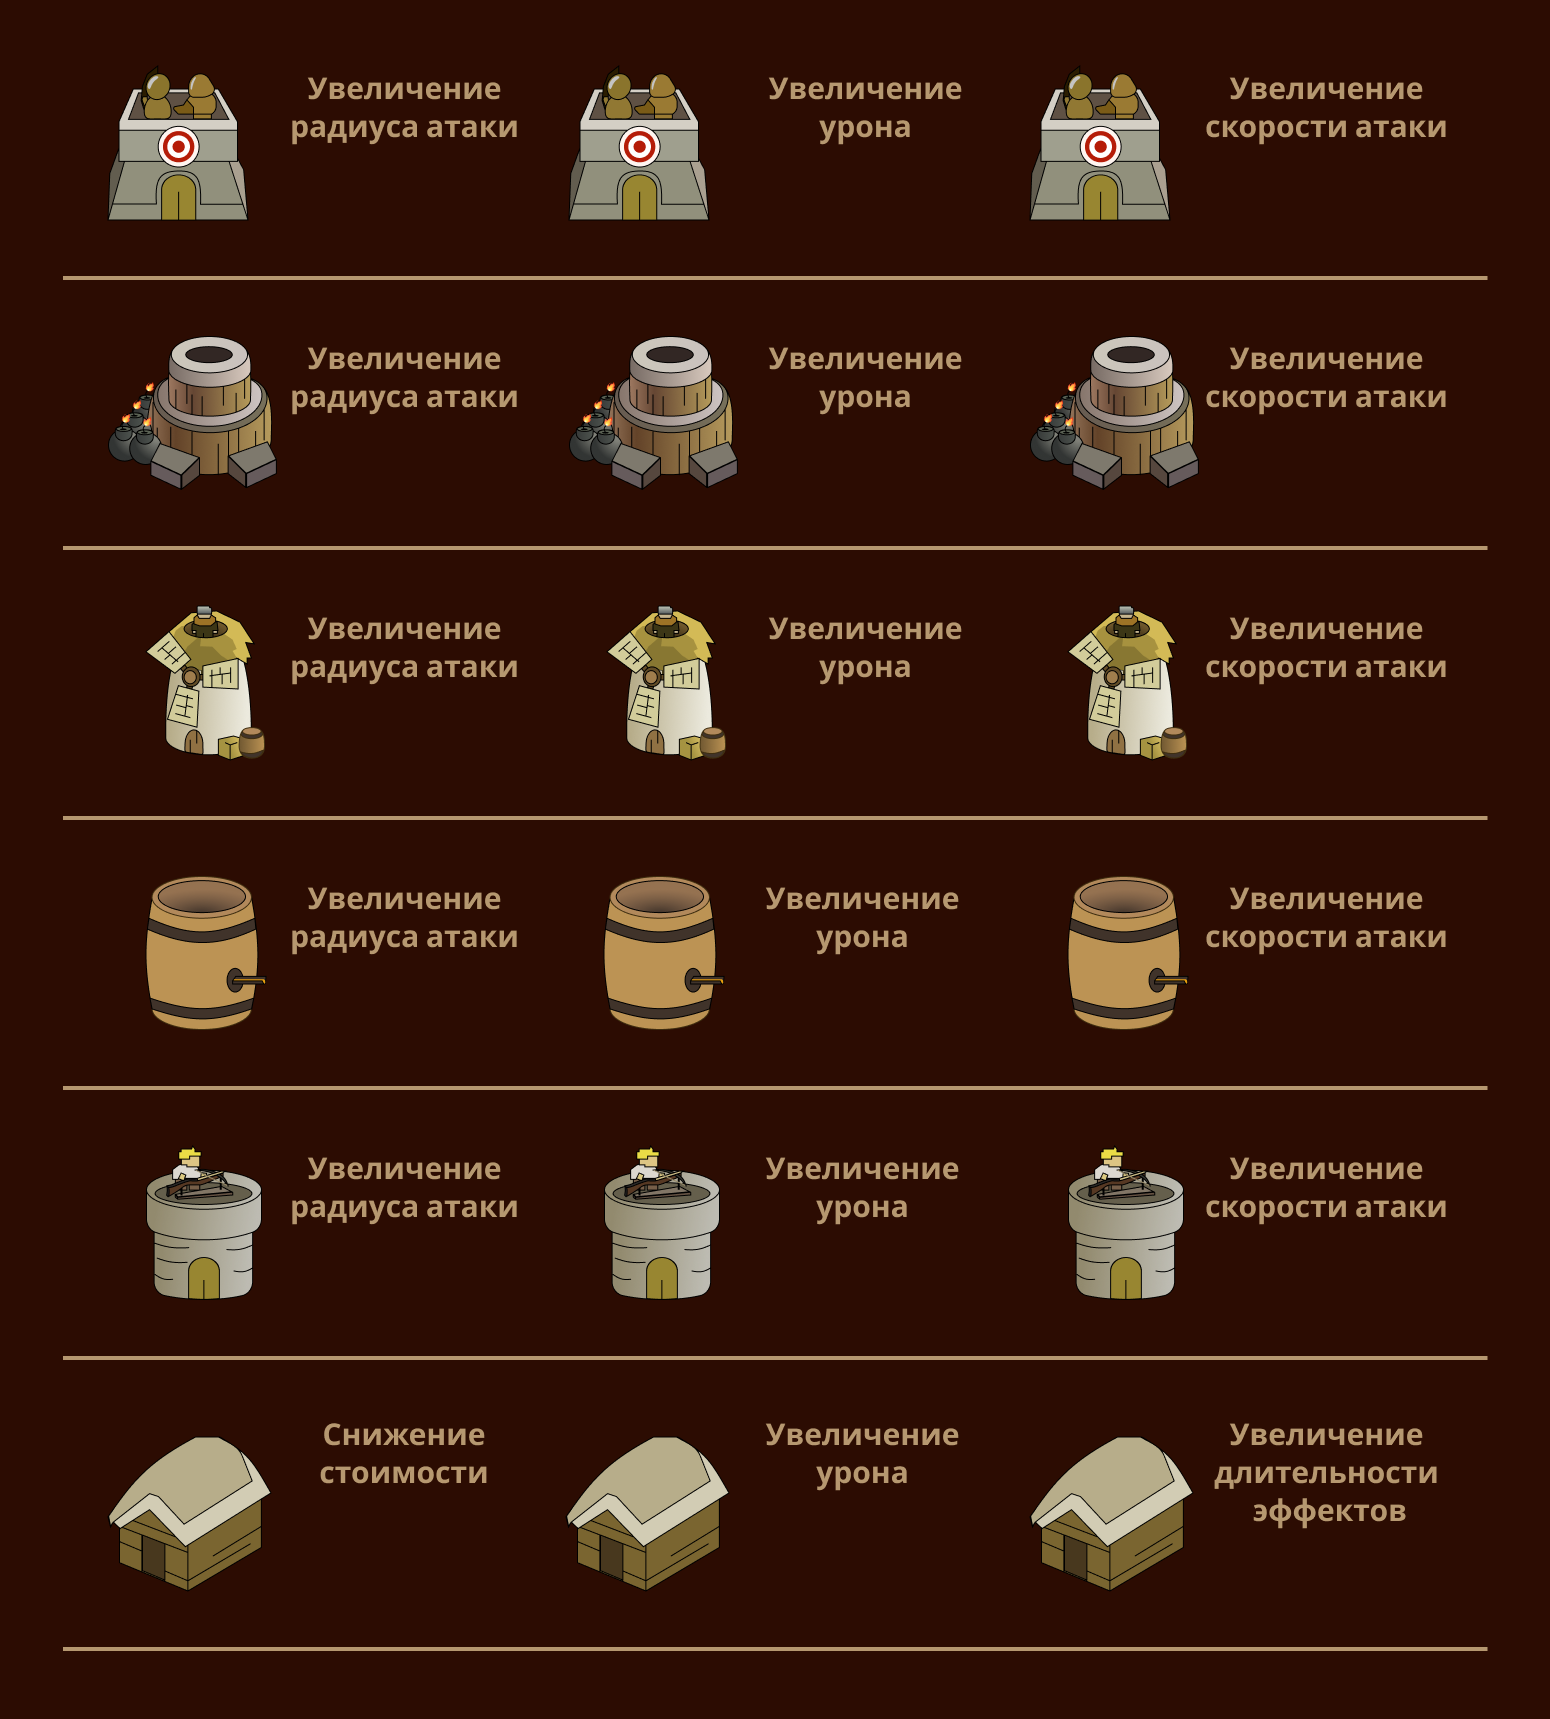 Увеличение
радиуса атаки
Увеличение
урона
Увеличение
скорости атаки
Увеличение
радиуса атаки
Увеличение
урона
Увеличение
скорости атаки
Увеличение
радиуса атаки
Увеличение
урона
Увеличение
скорости атаки
Увеличение
радиуса атаки
Увеличение
урона
Увеличение
скорости атаки
Увеличение
радиуса атаки
Увеличение
урона
Увеличение
скорости атаки
Снижение
стоимости
Увеличение
урона
Увеличение
длительности
эффектов